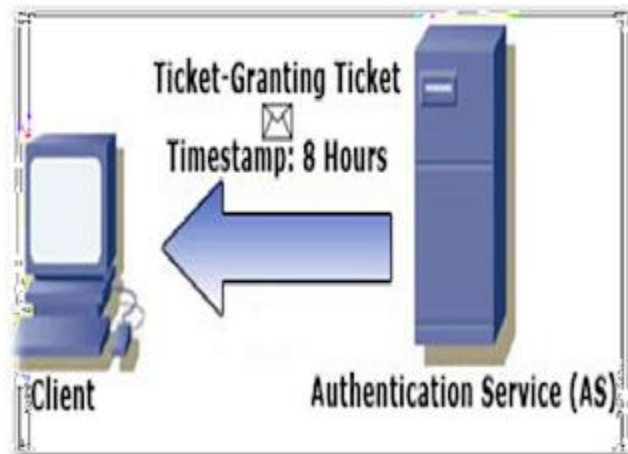 Ticket-Granting Ticket
Timestamp: 8 Hours
Client
Authentication Service (AS)